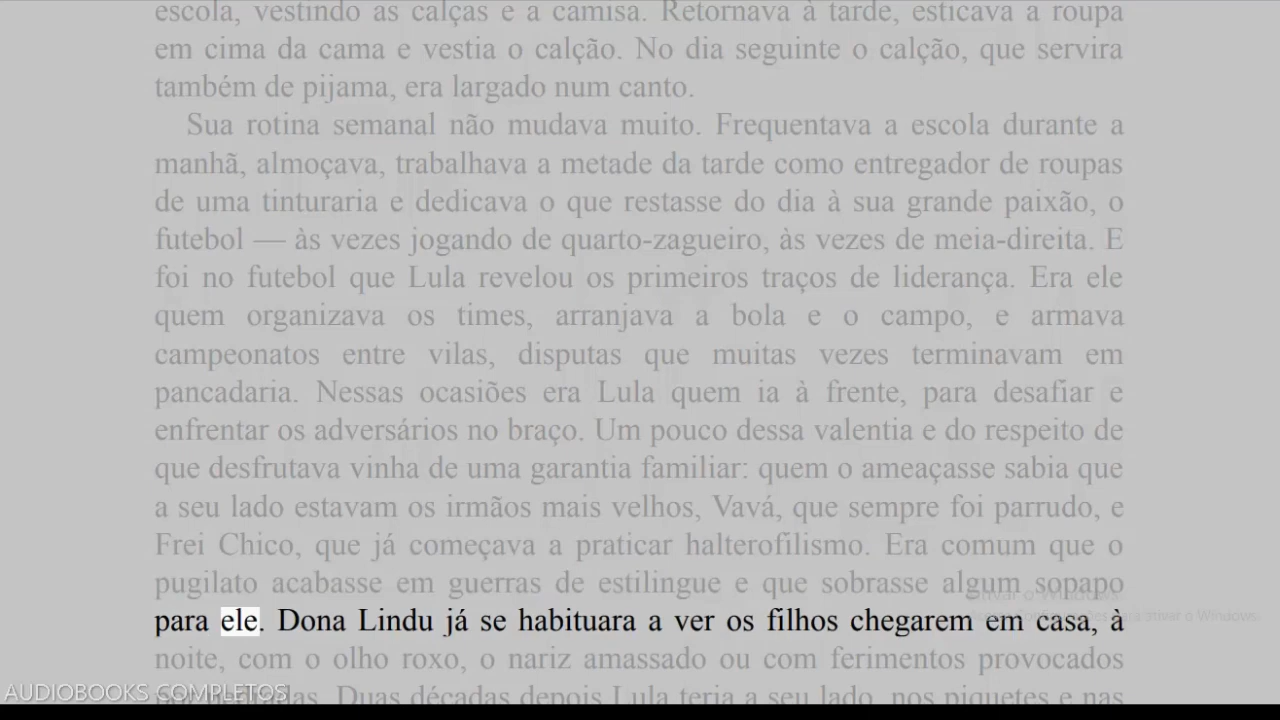 escola, vestindo as calças e a camisa. Retornava à tarde, esticava a roupa
em cima da cama e vestia o calção. No dia seguinte o calção, que servira
também de pijama, era largado num canto.
Sua rotina semanal não mudava muito. Frequentava a escola durante a
manhã, almoçava, trabalhava a metade da tarde como entregador de roupas
de uma tinturaria e dedicava o que restasse do dia à sua grande paixão, o
futebol — às vezes jogando de quarto-zagueiro, às vezes de meia-direita. E
foi no futebol que Lula revelou os primeiros traços de liderança. Era ele
quem organizava os times, arranjava a bola e o campo, e armava
campeonatos entre vilas, disputas que muitas vezes terminavam em
pancadaria. Nessas ocasiões era Lula quem ia à frente, para desafiar e
enfrentar os adversários no braço. Um pouco dessa valentia e do respeito de
que desfrutava vinha de uma garantia familiar: quem o ameaçasse sabia que
a seu lado estavam os irmãos mais velhos, Vavá, que sempre foi parrudo, e
Frei Chico, que já começava a praticar halterofilismo. Era comum que o
pugilato acabasse em guerras de estilingue e que sobrasse algum sopapo
para ele. Dona Lindu já se habituara a ver os filhos chegarem em casa, à
noite, com o olho roxo, o nariz amassado ou com ferimentos provocados
Duas décadas depois Lula teria a seu lado, nos piquetes e nas
Ativar o Windows
para ativar o Windows.
AUDIOBOOKS COMPLETOS